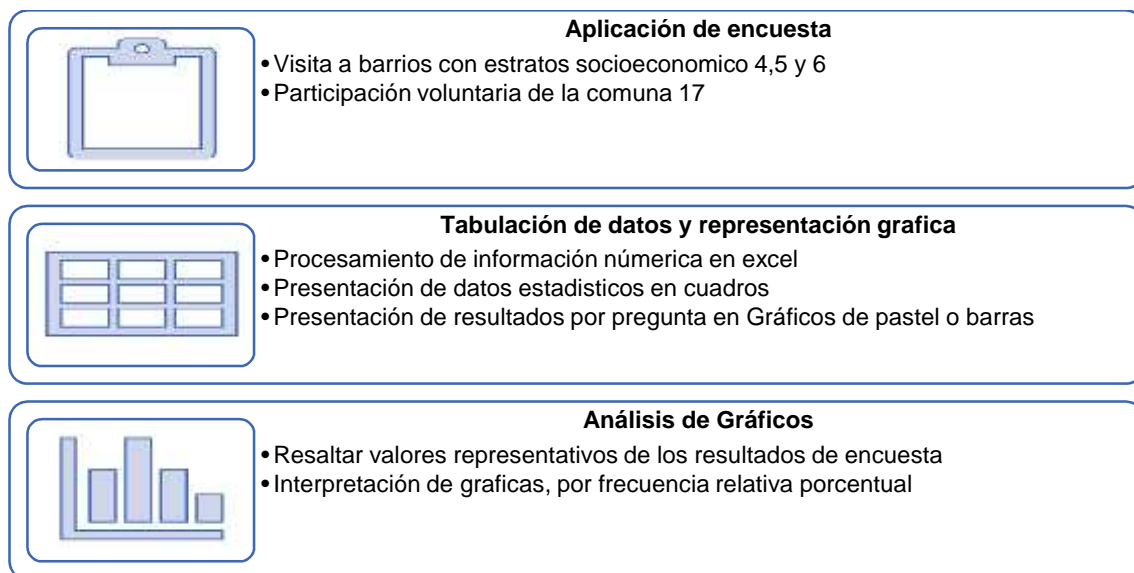 Aplicación de encuesta
•Visita a barrios con estratos socioeconomico 4,5 y 6
•Participación voluntaria de la comuna 17
Tabulación de datos y representación grafica
•Procesamiento de información númerica en excel
•Presentación de datos estadisticos en cuadros
•Presentación de resultados por pregunta en Gráficos de pastel o barras
Análisis de Gráficos
•Resaltar valores representativos de los resultados de encuesta
•Interpretación de graficas, por frecuencia relativa porcentual